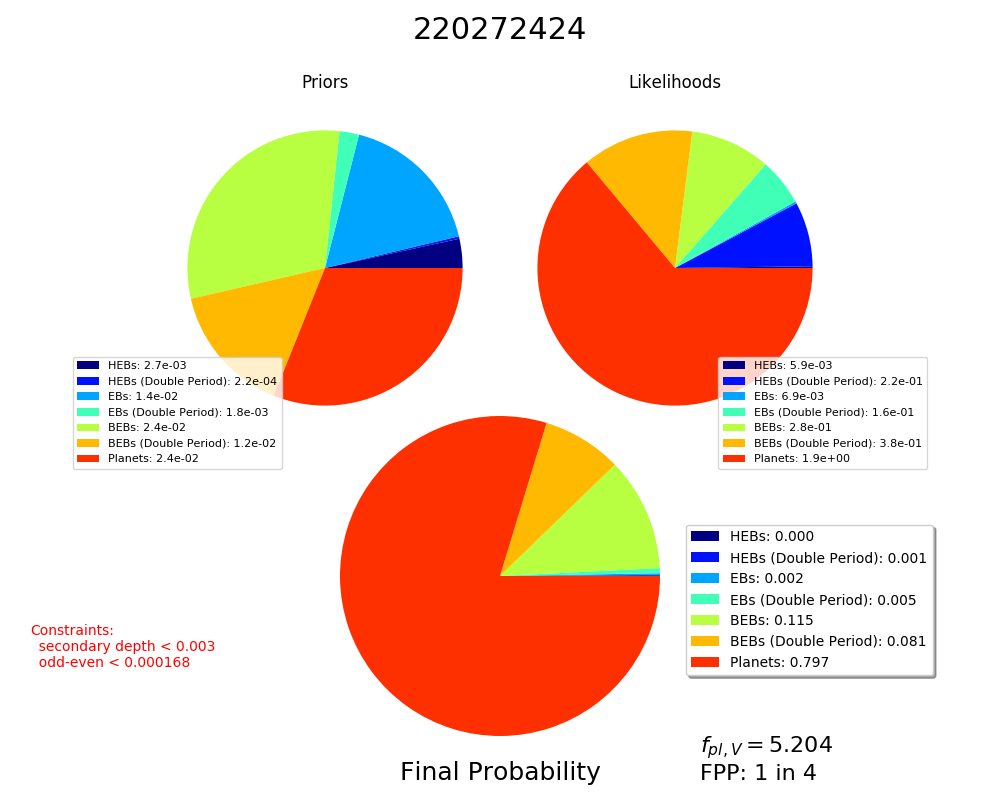 220272424
Priors
Likelihoods
HEBs: 2.7e-03
HEBs (Double Period): 2.2e-04
EBs: 1.4e-02
EBs (Double Period): 1.8e-03
BEBs: 2.4e-02
BEBs (Double Period): 1.2e-02
Planets: 2.4e-02
HEBs: 5.9e-03
HEBs (Double Period): 2.2e-01
EBs: 6.9e-03
EBs (Double Period): 1.6e-01
BEBs: 2.8e-01
BEBs (Double Period): 3.8e-01
Planets: 1.9e+00
HEBs: 0.000
HEBs (Double Period): 0.001
EBs: 0.002
EBs (Double Period): 0.005
BEBs: 0.115
BEBs (Double Period): 0.081
Planets: 0.797
Constraints:
secondary depth < 0.003
odd-even < 0.000168
Final Probability
f_{pl,V} = 5.204
FPP: 1 in 4